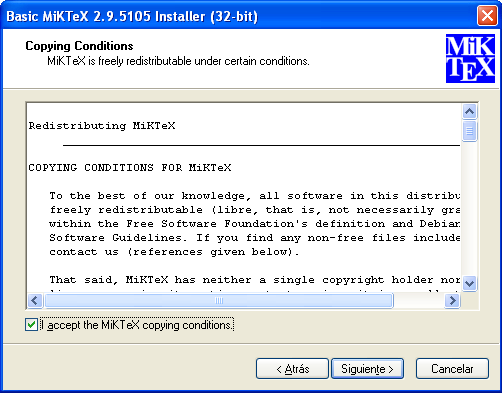 Basic MiKTeX 2.9.5105 Installer (32-bit)
Copying Conditions
MiKTeX is freely redistributable under certain conditions.
MiK
TEX
Redistributing MiKTeX
COPYING CONDITIONS FOR MiKTeX
To the best of our knowledge, all software in this distribu
freely redistributable (libre, that is, not necessarily gra
within the Free Software Foundation's definition and Debian
Software Guidelines. If you find any non-free files include
contact us (references given below).
That said, MiKTeX has neither a single copyright holder nor
I accept the MiKTeX copying conditions.
< Atrás
Siguiente >
Cancelar